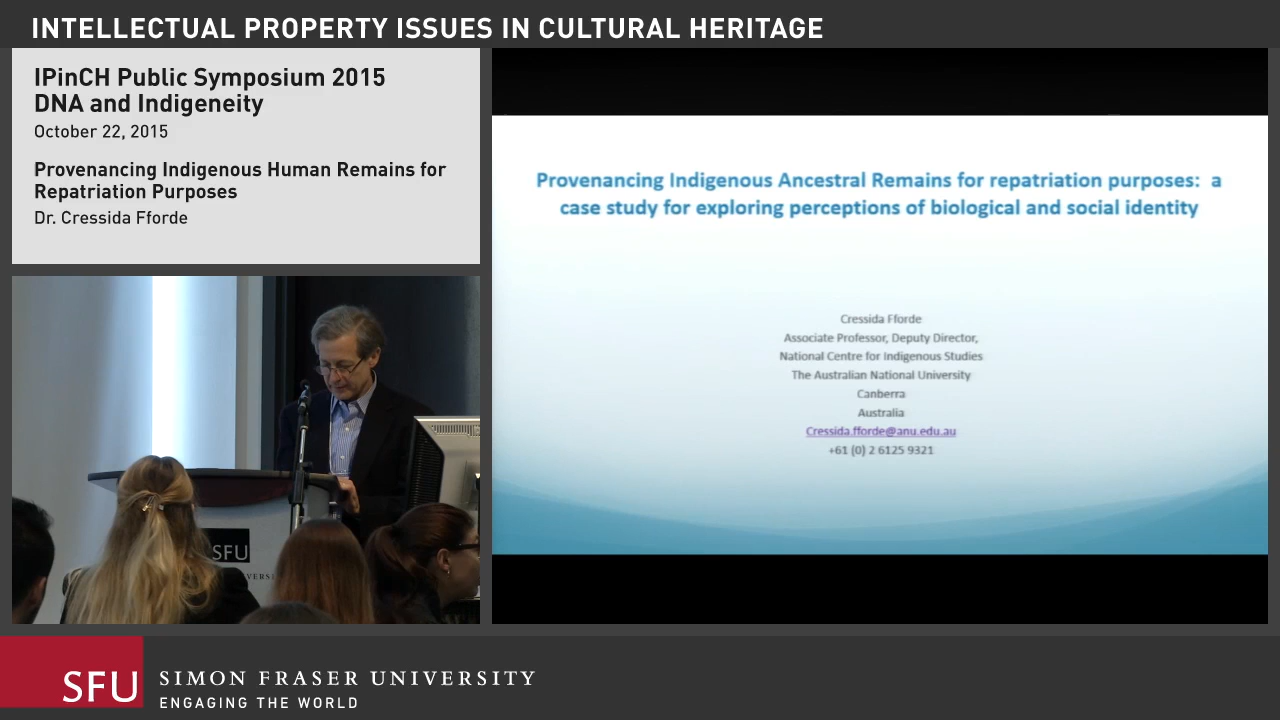 INTELLECTUAL PROPERTY ISSUES IN CULTURAL HERITAGE
IPinCH Public Symposium 2015
DNA and Indigeneity
October 22, 2015
Provenancing Indigenous Human Remains for
Repatriation Purposes
Dr. Cressida Fforde
Provenancing Indigenous Ancestral Remains for repatriation purposes: a
case study for exploring perceptions of biological and social identity
Cressida Fforde
Associate Professor, Deputy Director,
National Centre for Indigenous Studies
The Australian National University
Canberra
Australia
Cressida.fforde@anu.edu.au
+61 (0) 2 6125 9321
SFU
SFU
SIMON FRASER UNIVERSITY
ENGAGING THE WORLD